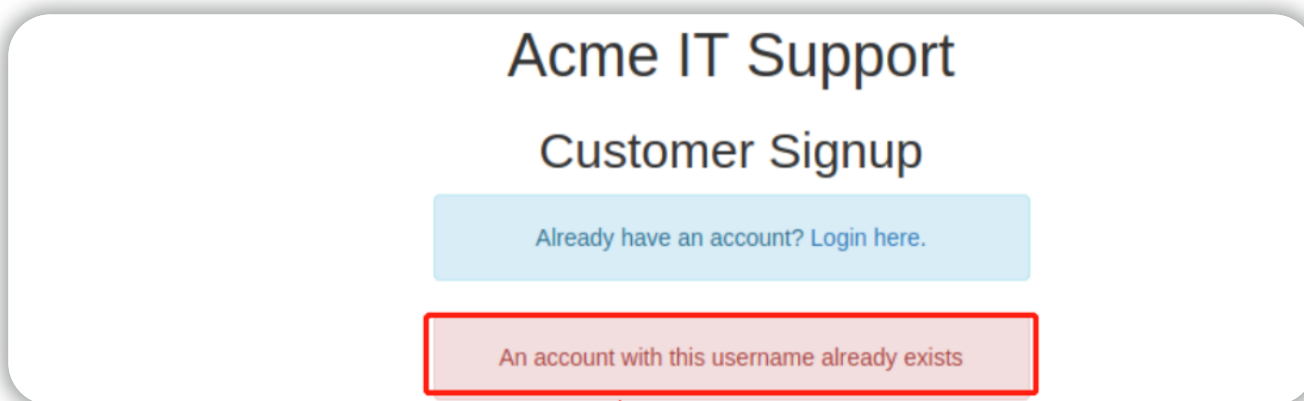 Acme IT Support
Customer Signup
Already have an account? Login here.
An account with this username already exists